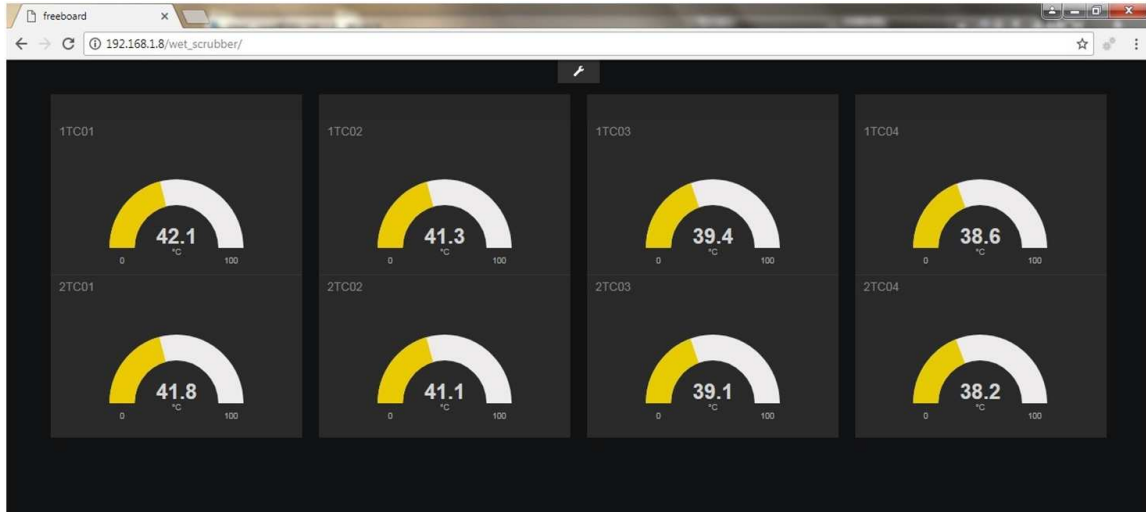 freeboard
192.168.1.8/wet_scrubber/
1TC01 1TC02 1TC03 1TC04
42.1 41.3 39.4 38.6
°C °C °C °C
0 100 0 100 0 100 0 100
2TC01 2TC02 2TC03 2TC04
41.8 41.1 39.1 38.2
°C °C °C °C
0 100 0 100 0 100 0 100